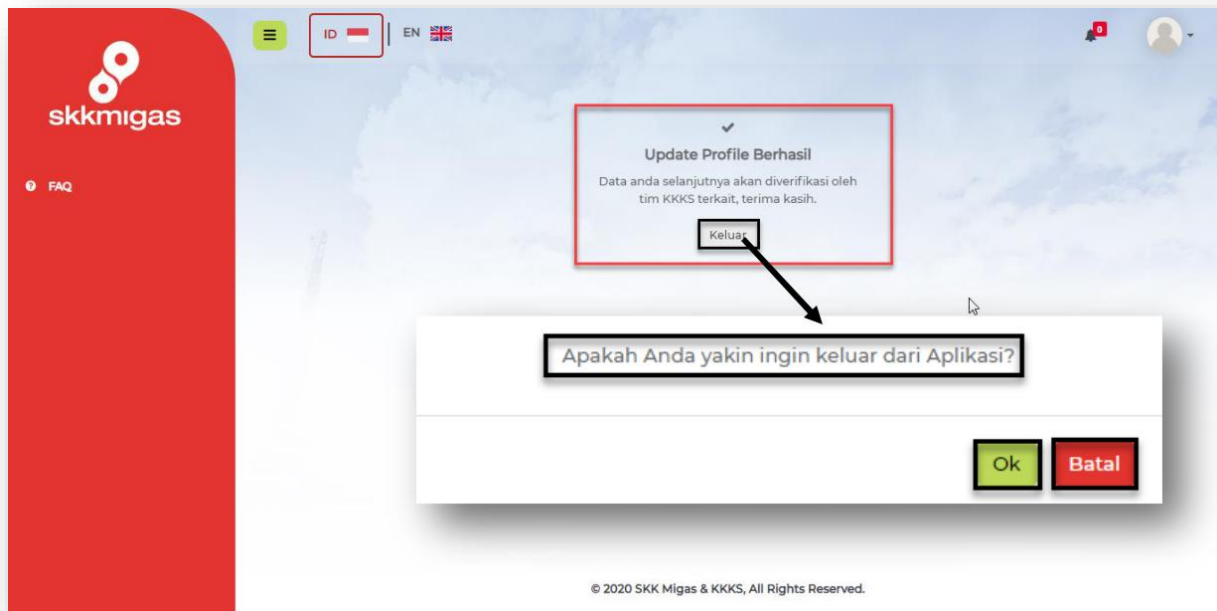 skkmigas
FAQ
ID
EN
0
Update Profile Berhasil
Data anda selanjutnya akan diverifikasi oleh
tim KKKS terkait, terima kasih.
Keluar
Apakah Anda yakin ingin keluar dari Aplikasi?
Ok
Batal
© 2020 SKK Migas & KKKS, All Rights Reserved.